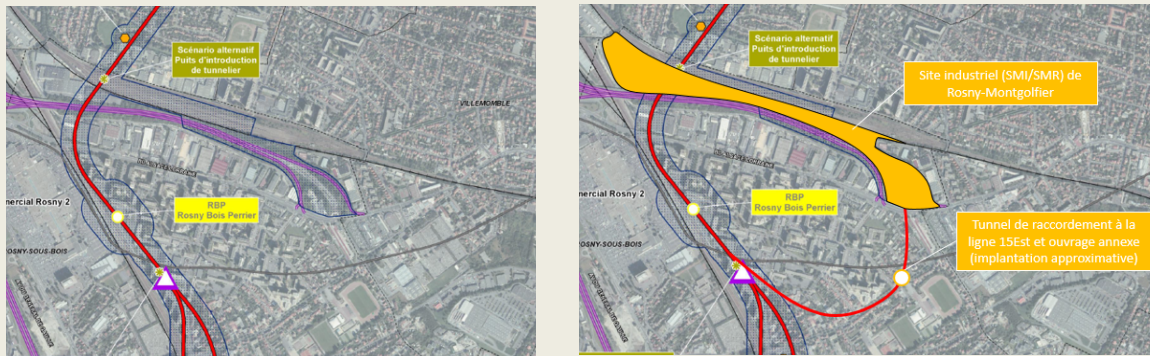 Scénario alternatif
Puits d'introduction
de tunnelier
VILLEMOMBLE
mercial Rosny 2
RBP
Rosny Bois Perrier
ROSNY-SOUS-BOIS
Scénario alternatif
Puits d'introduction
de tunnelier
Site industriel (SMI/SMR) de
Rosny-Montgolfier
mercial Rosny 2
RBP
Rosny Bois Perrier
OSNY-SOUS-BOIS
Tunnel de raccordement à la
ligne 15Est et ouvrage annexe
(implantation approximative)